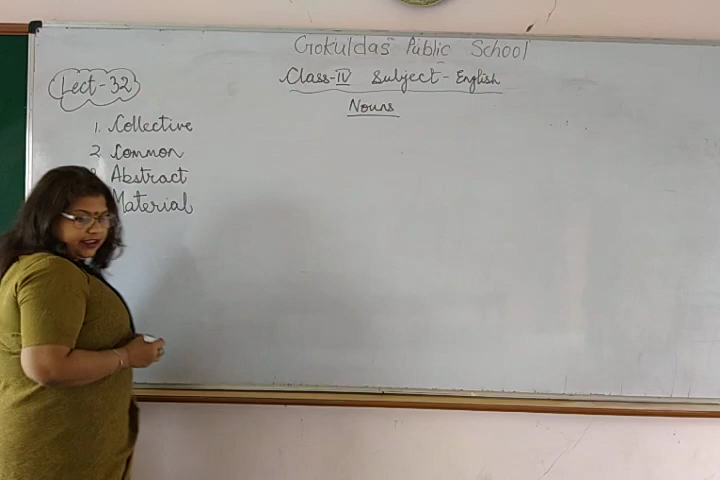 Gokuldas Public School
Class-IV Subject - English
Lect-32
Nouns
1. Collective
2. Common
Abstract
Material